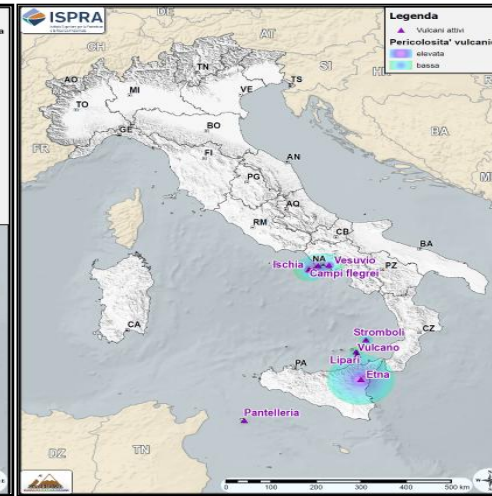 ISPRA
Legenda
Vulcani attivi
Pericolosita' vulcanic
elevata
bassa
DE
CH
AT
SI
HU
BA
FR
AO
TN
TO
MI
VE
TS
GE
BO
FI
AN
PG
AQ
RM
CB
BA
NA
PZ
Ischia
Vesuvio
Campi flegrei
CA
CZ
Stromboli
Vulcano
Lipari
PA
Etna
Pantelleria
DZ
TN
0 100 200 300 400 500 km